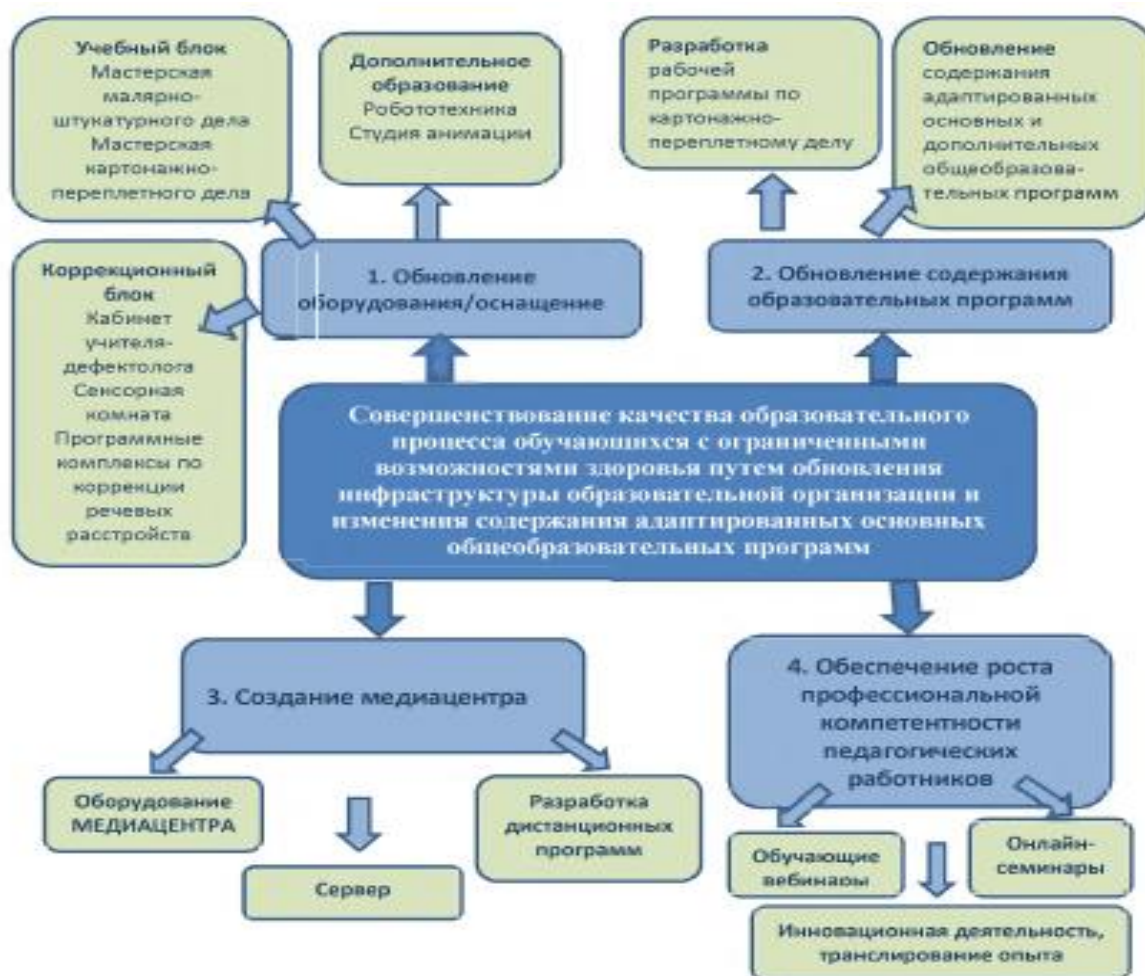 Учебный блок
Мастерская
малярно-
штукатурного дела
Мастерская
картонажно-
переплетного дела
Дополнительное
образование
Робототехника
Студия анимации
Разработка
рабочей
программы по
картонажно-
переплетному делу
Обновление
содержания
адаптированных
основных и
дополнительных
общеобразова-
тельных программ
Коррекционный
блок
Кабинет
учителя-
дефектолога
Сенсорная
комната
Программные
комплексы по
коррекции
речевых
расстройств
1. Обновление
оборудования/оснащение
2. Обновление содержания
образовательных программ
Совершенствование качества образовательного
процесса обучающихся с ограниченными
возможностями здоровья путем обновления
инфраструктуры образовательной организации и
изменения содержания адаптированных основных
общеобразовательных программ
3. Создание медиацентра
4. Обеспечение роста
профессиональной
компетентности
педагогических
работников
Оборудование
МЕДИАЦЕНТРА
Сервер
Разработка
дистанционных
программ
Обучающие
вебинары
Онлайн-
семинары
Инновационная деятельность,
транслирование опыта